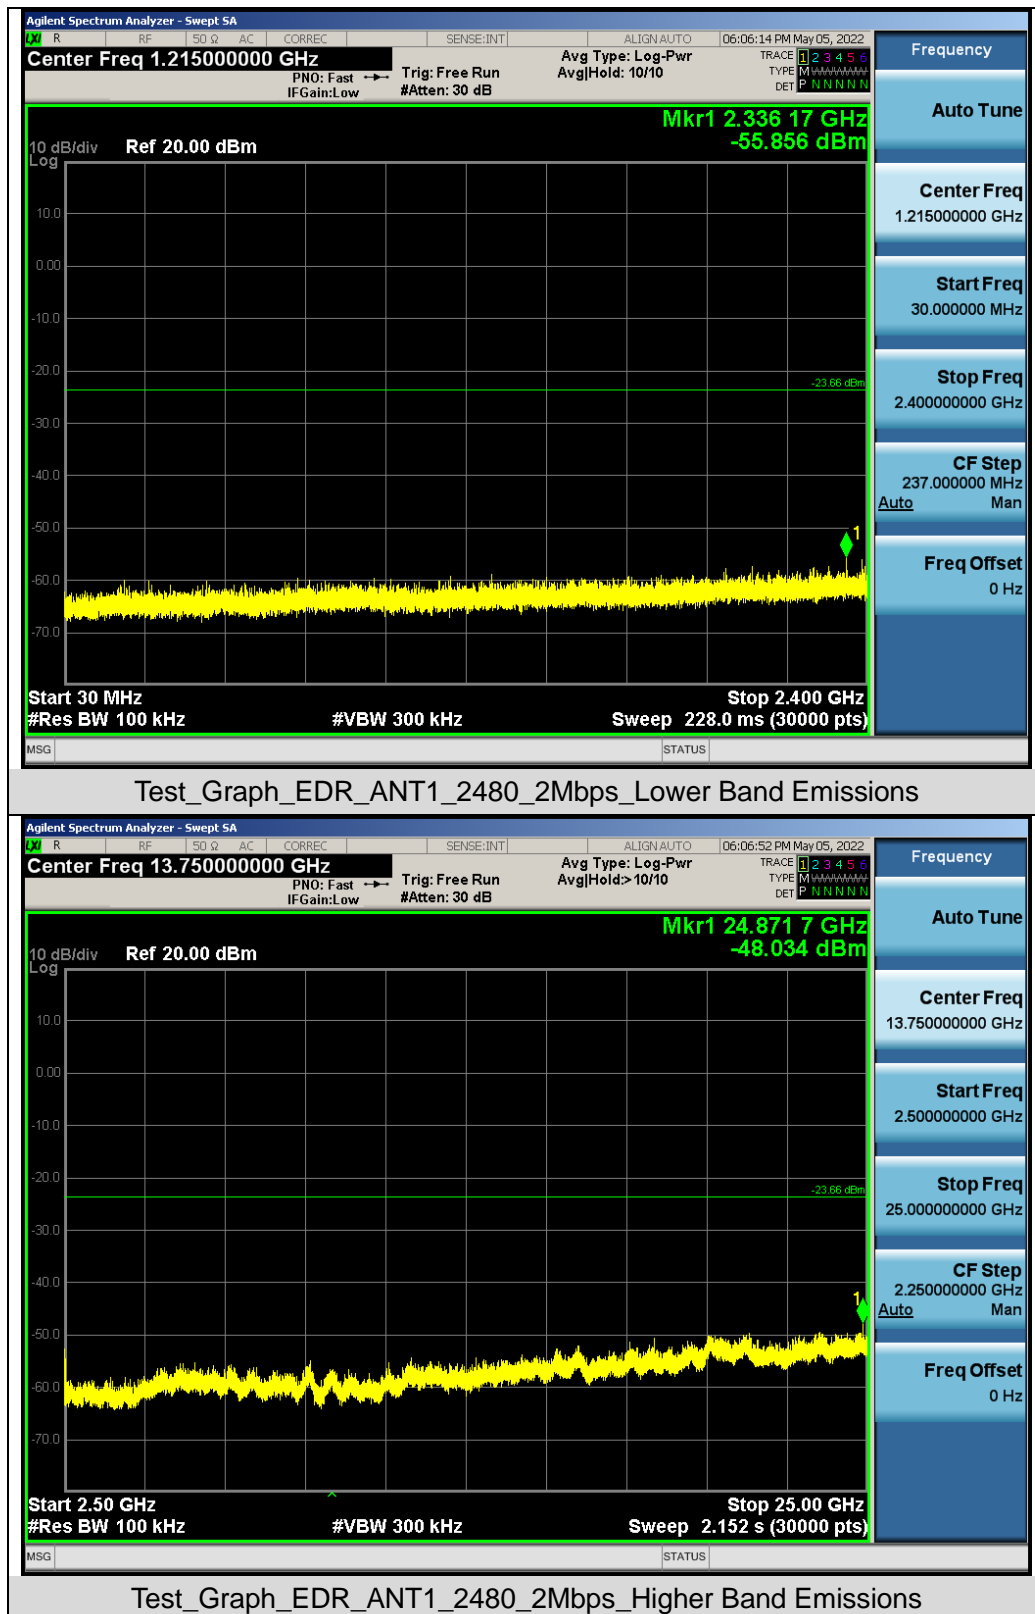 Agilent Spectrum Analyzer - Swept SA
LXI R RF 50 Ω AC CORREC SENSE:INT ALIGN AUTO 06:06:14 PM May 05, 2022
Center Freq 1.215000000 GHz
PNO: Fast
IFGain:Low
Trig: Free Run
#Atten: 30 dB
Avg Type: Log-Pwr
Avg|Hold: 10/10
TRACE 1 2 3 4 5 6
TYPE M
DET P N N N N N
Mkr1 2.336 17 GHz
-55.856 dBm
10 dB/div Ref 20.00 dBm
Log
10.0
0.00
-10.0
-20.0
-23.66 dBm
-30.0
-40.0
-50.0
1
-60.0
-70.0
Start 30 MHz Stop 2.400 GHz
#Res BW 100 kHz #VBW 300 kHz Sweep 228.0 ms (30000 pts)
MSG STATUS
Frequency
Auto Tune
Center Freq
1.215000000 GHz
Start Freq
30.000000 MHz
Stop Freq
2.400000000 GHz
CF Step
237.000000 MHz
Auto Man
Freq Offset
0 Hz
Test_Graph_EDR_ANT1_2480_2Mbps_Lower Band Emissions
Agilent Spectrum Analyzer - Swept SA
LXI R RF 50 Ω AC CORREC SENSE:INT ALIGN AUTO 06:06:52 PM May 05, 2022
Center Freq 13.750000000 GHz
PNO: Fast
IFGain:Low
Trig: Free Run
#Atten: 30 dB
Avg Type: Log-Pwr
Avg|Hold:>10/10
TRACE 1 2 3 4 5 6
TYPE M
DET P N N N N N
Mkr1 24.871 7 GHz
-48.034 dBm
10 dB/div Ref 20.00 dBm
Log
10.0
0.00
-10.0
-20.0
-23.66 dBm
-30.0
-40.0
1
-50.0
-60.0
-70.0
Start 2.50 GHz Stop 25.00 GHz
#Res BW 100 kHz #VBW 300 kHz Sweep 2.152 s (30000 pts)
MSG STATUS
Frequency
Auto Tune
Center Freq
13.750000000 GHz
Start Freq
2.500000000 GHz
Stop Freq
25.000000000 GHz
CF Step
2.250000000 GHz
Auto Man
Freq Offset
0 Hz
Test_Graph_EDR_ANT1_2480_2Mbps_Higher Band Emissions